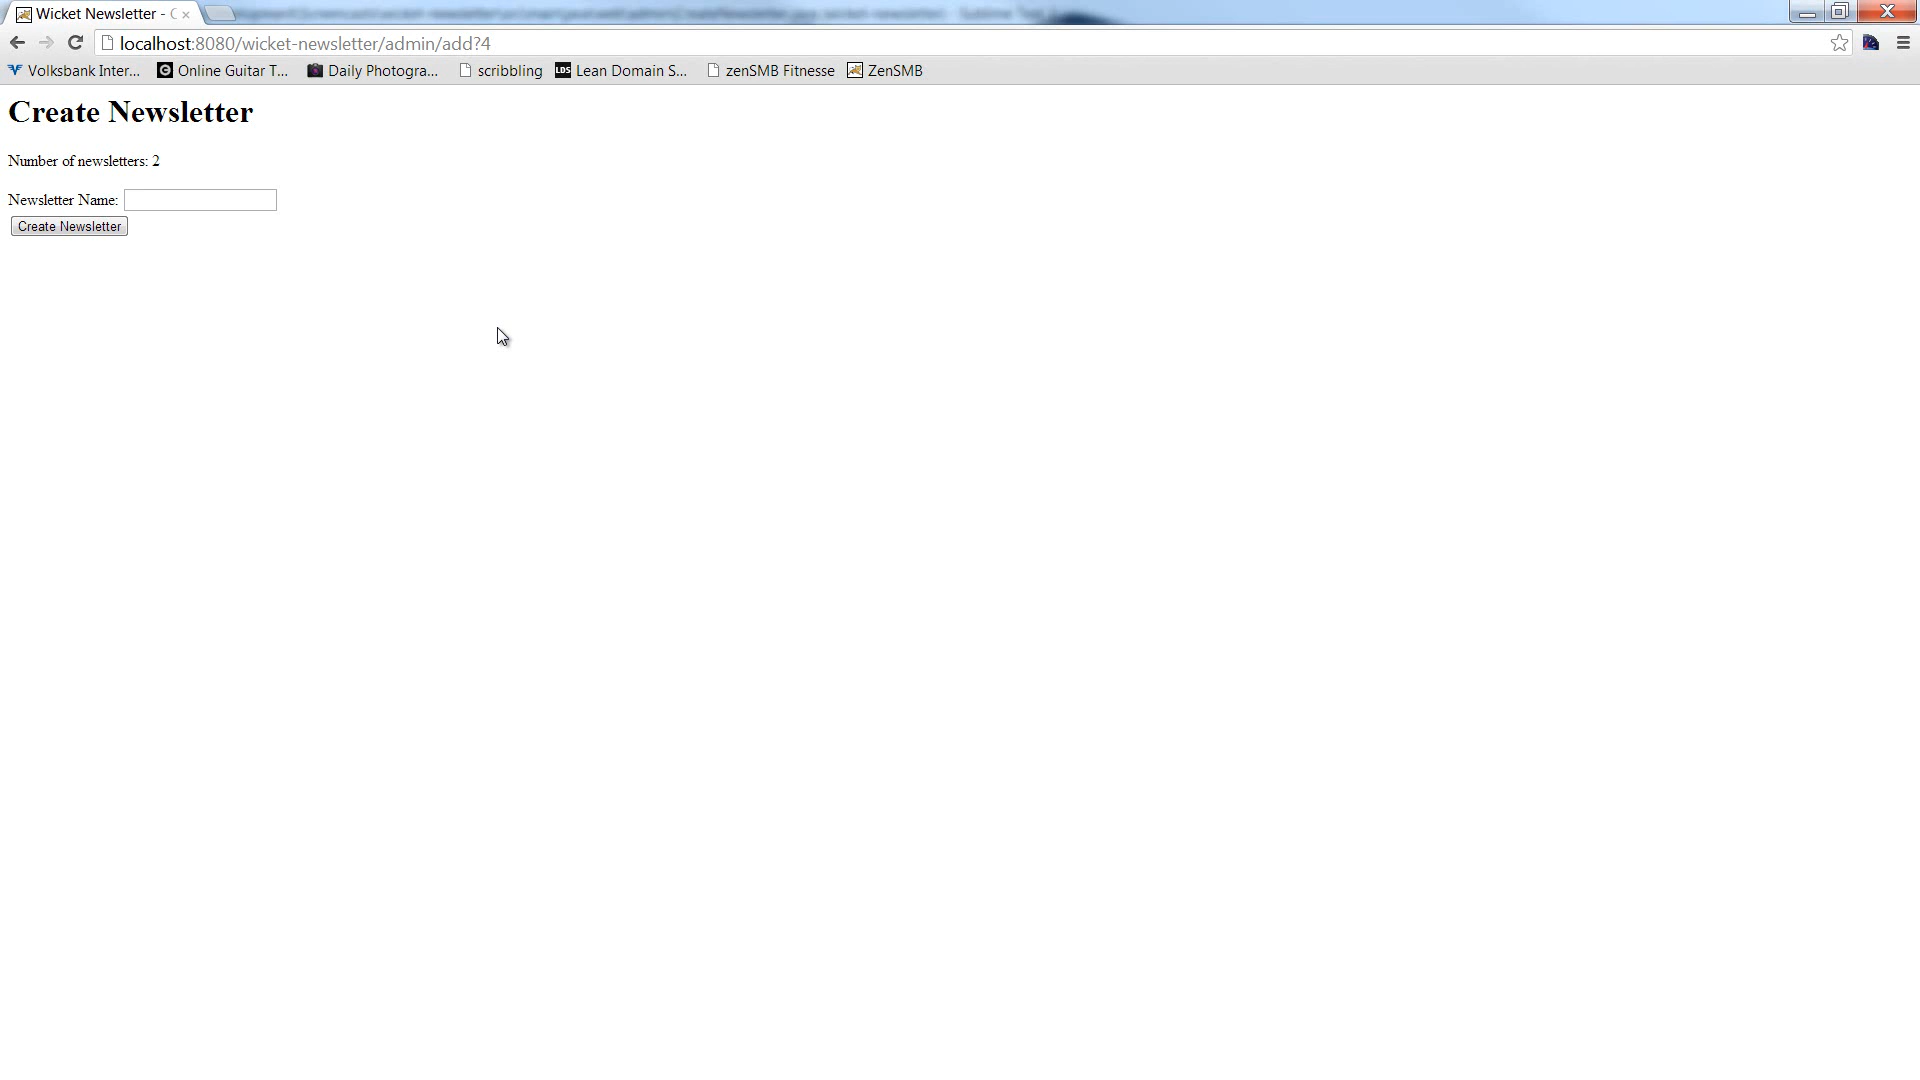 Wicket Newsletter -
localhost:8080/wicket-newsletter/admin/add?4
Volksbank Inter... Online Guitar T... Daily Photogra... scribbling LDS Lean Domain S... zenSMB Fitnesse ZenSMB
Create Newsletter
Number of newsletters: 2
Newsletter Name:
Create Newsletter